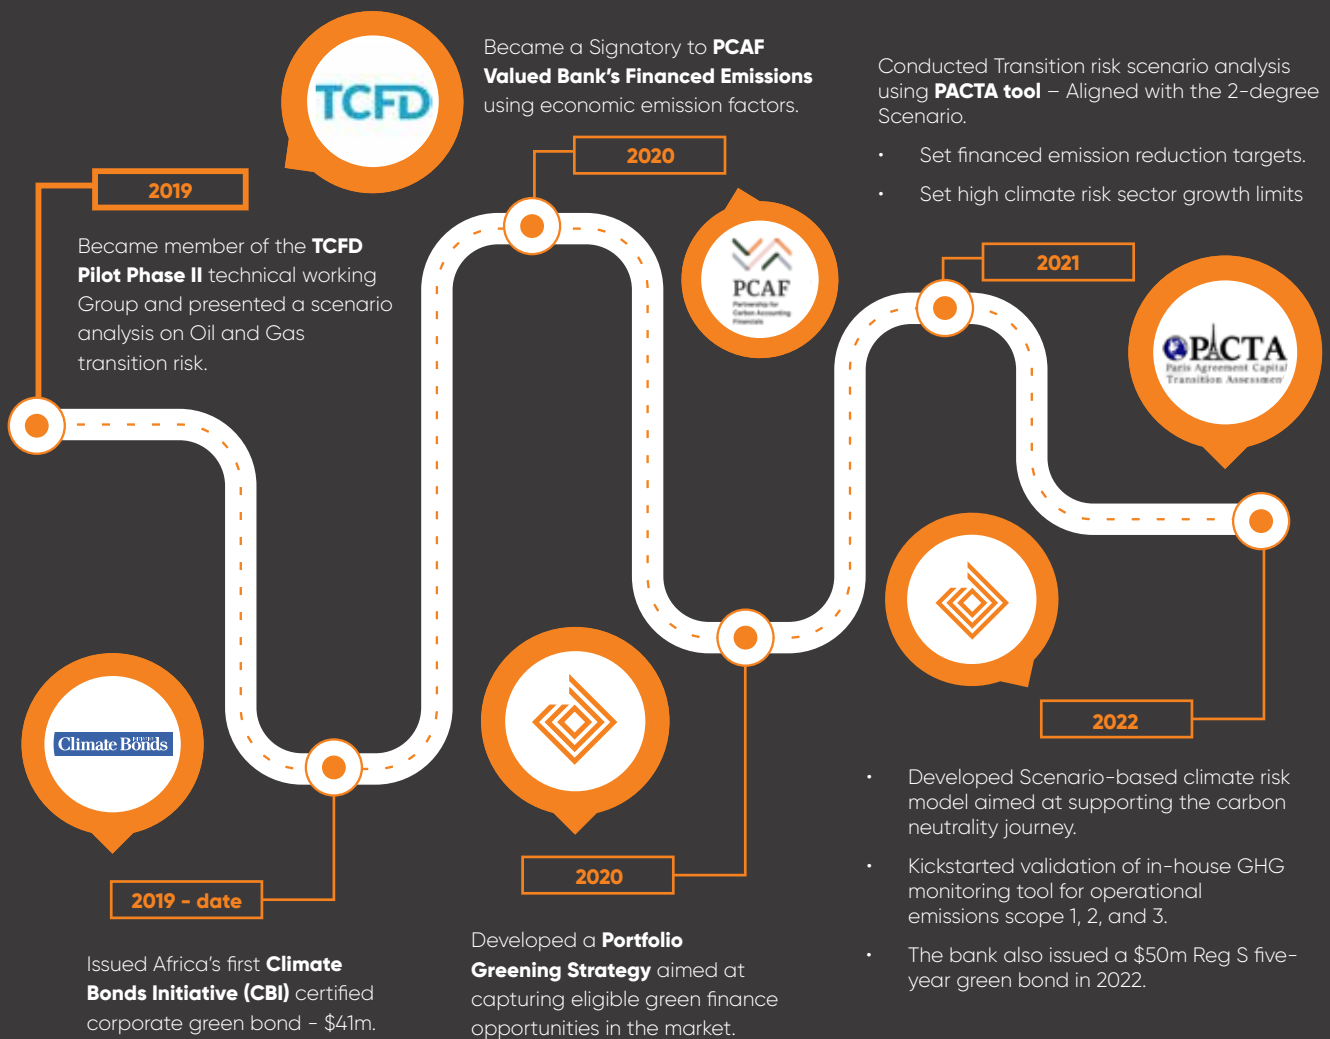 TCFD
2019
Became member of the TCFD
Pilot Phase II technical working
Group and presented a scenario
analysis on Oil and Gas
transition risk.
Became a Signatory to PCAF
Valued Bank's Financed Emissions
using economic emission factors.
2020
PCAF
Partnership for
Carbon Accounting
Financials
Conducted Transition risk scenario analysis
using PACTA tool – Aligned with the 2-degree
Scenario.
• Set financed emission reduction targets.
• Set high climate risk sector growth limits
2021
PACTA
Paris Agreement Capital
Transition Assessment
Climate Bonds
2019 - date
Issued Africa's first Climate
Bonds Initiative (CBI) certified
corporate green bond - $41m.
2020
Developed a Portfolio
Greening Strategy aimed at
capturing eligible green finance
opportunities in the market.
2022
• Developed Scenario-based climate risk
model aimed at supporting the carbon
neutrality journey.
• Kickstarted validation of in-house GHG
monitoring tool for operational
emissions scope 1, 2, and 3.
• The bank also issued a $50m Reg S five-
year green bond in 2022.